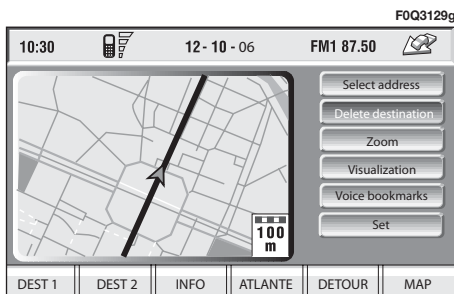 F0Q3129g
10:30 12 - 10 - 06 FM1 87.50
Select address
Delete destination
Zoom
Visualization
Voice bookmarks
Set
100
m
DEST 1 DEST 2 INFO ATLANTE DETOUR MAP